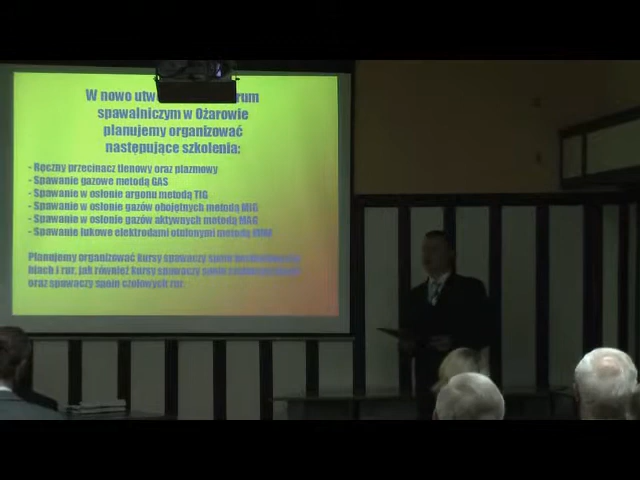 W nowo rum
spawalniczym w Ożarowie
planujemy organizować
następujące szkolenia:
- Ręczny przecinacz tlenowy oraz plazmowy
- Spawanie gazowe metodą GAS
- Spawanie w osłonie argonu metodą TIG
- Spawanie w osłonie gazów obojętnych metodą MIG
- Spawanie w osłonie gazów aktywnych metodą MAG
- Spawanie łukowe elektrodami otulonymi metodą
Planujemy organizować kursy spawaczy spoin
blach i rur, jak również kursy spawaczy spoin
oraz spawaczy spoin czołowych rur.